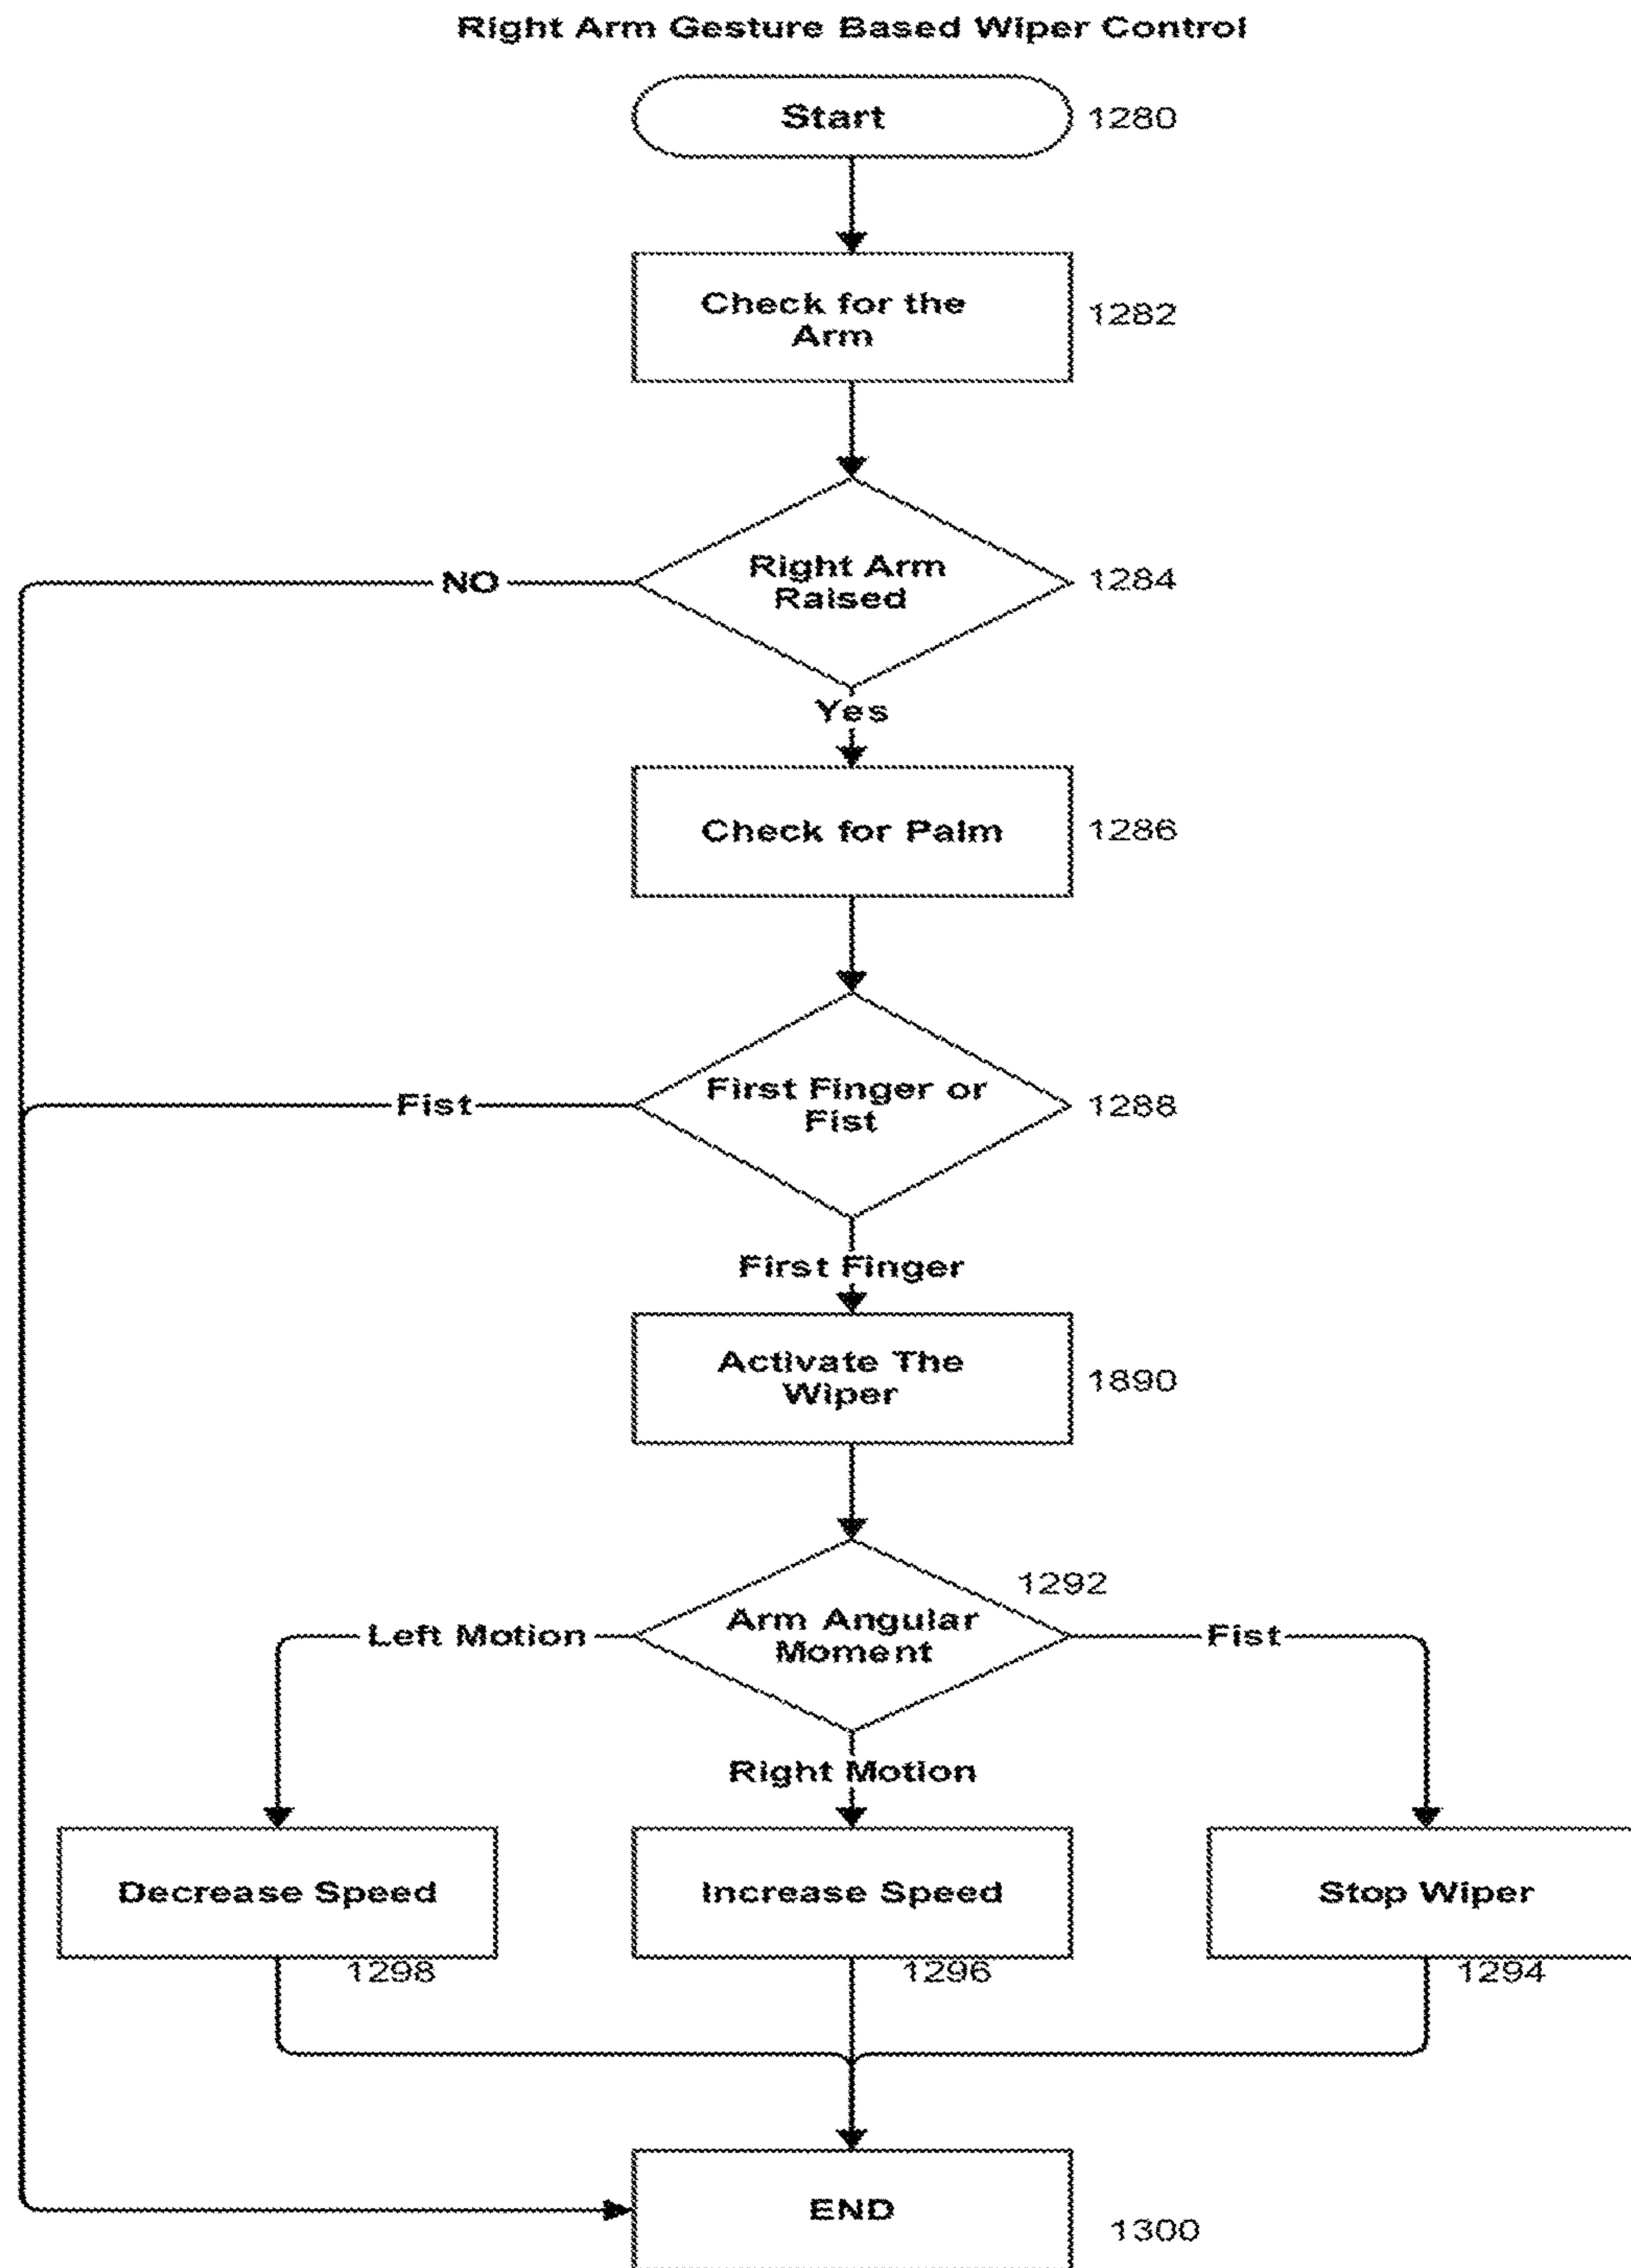 Right Arm Gesture Based Wiper Control
Start
1280
Check for the
Arm
1282
Right Arm
Raised
1284
NO
Yes
Check for Palm
1286
First Finger or
Fist
1288
Fist
First Finger
Activate The
Wiper
1890
1292
Arm Angular
Moment
Left Motion
Fist
Right Motion
Decrease Speed
Increase Speed
Stop Wiper
1298
1296
1294
END
1300